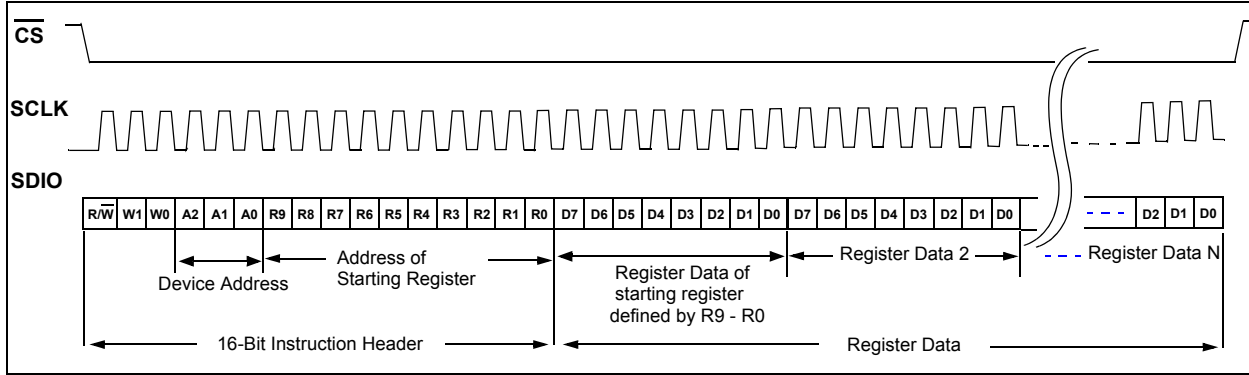 CS
SCLK
SDIO
R/W W1 W0 A2 A1 A0 R9 R8 R7 R6 R5 R4 R3 R2 R1 R0 D7 D6 D5 D4 D3 D2 D1 D0 D7 D6 D5 D4 D3 D2 D1 D0 D2 D1 D0
Device Address
Address of
Starting Register
Register Data of
starting register
defined by R9 - R0
Register Data 2
Register Data N
16-Bit Instruction Header
Register Data